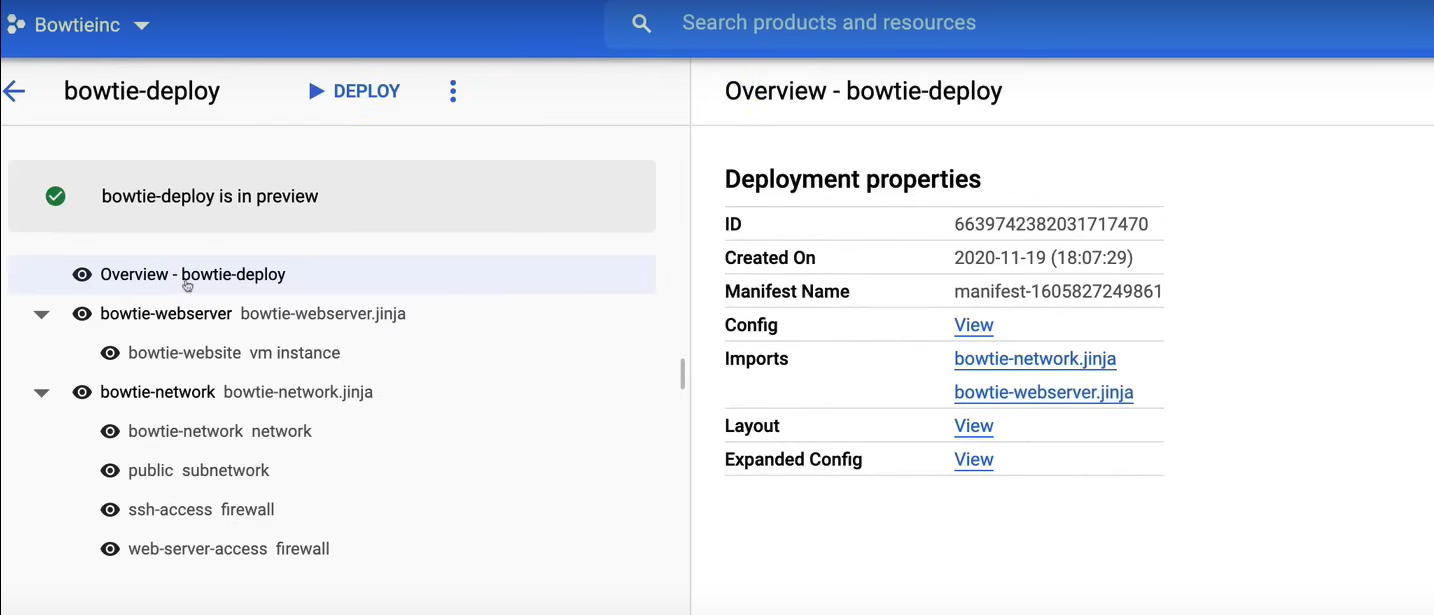 Bowtieinc
Search products and resources
bowtie-deploy
DEPLOY
bowtie-deploy is in preview
Overview - bowtie-deploy
bowtie-webserver bowtie-webserver.jinja
bowtie-website vm instance
bowtie-network bowtie-network.jinja
bowtie-network network
public subnetwork
ssh-access firewall
web-server-access firewall
Overview - bowtie-deploy
Deployment properties
ID 6639742382031717470
Created On 2020-11-19 (18:07:29)
Manifest Name manifest-1605827249861
Config View
Imports bowtie-network.jinja
bowtie-webserver.jinja
Layout View
Expanded Config View